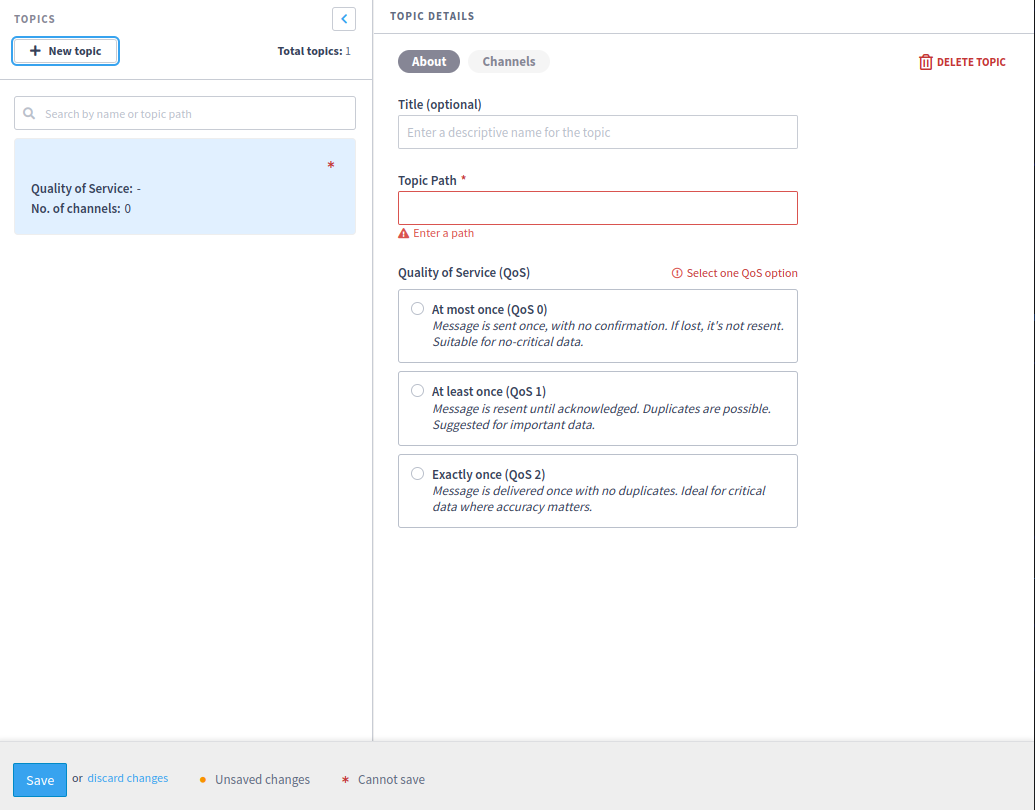 TOPICS
New topic
Total topics: 1
Search by name or topic path
*
Quality of Service: -
No. of channels: 0
TOPIC DETAILS
About
Channels
DELETE TOPIC
Title (optional)
Enter a descriptive name for the topic
Topic Path *
Enter a path
Quality of Service (QoS)
Select one QoS option
At most once (QoS 0)
Message is sent once, with no confirmation. If lost, it's not resent.
Suitable for no-critical data.
At least once (QoS 1)
Message is resent until acknowledged. Duplicates are possible.
Suggested for important data.
Exactly once (QoS 2)
Message is delivered once with no duplicates. Ideal for critical
data where accuracy matters.
Save or discard changes
Unsaved changes
* Cannot save